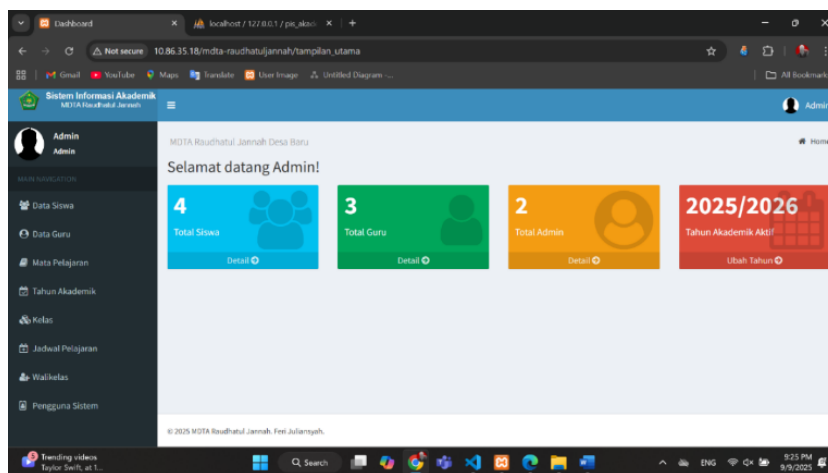 Dashboard
localhost / 127.0.0.1 / pis_akad
Not secure 10.86.35.18/mdta-raudhatuljannah/tampilan_utama
Gmail YouTube Maps Translate User Image Untitled Diagram -... All Bookmarks
Sistem Informasi Akademik
MDTA Raudhatul Jannah
Admin
Admin
Admin
MAIN NAVIGATION
Data Siswa
Data Guru
Mata Pelajaran
Tahun Akademik
Kelas
Jadwal Pelajaran
Walikelas
Pengguna Sistem
MDTA Raudhatul Jannah Desa Baru
Home
Selamat datang Admin!
4
Total Siswa
Detail
3
Total Guru
Detail
2
Total Admin
Detail
2025/2026
Tahun Akademik Aktif
Ubah Tahun
© 2025 MDTA Raudhatul Jannah. Feri Juliansyah.
Trending videos
Taylor Swift, at 1...
Search
ENG
9:25 PM
9/9/2025